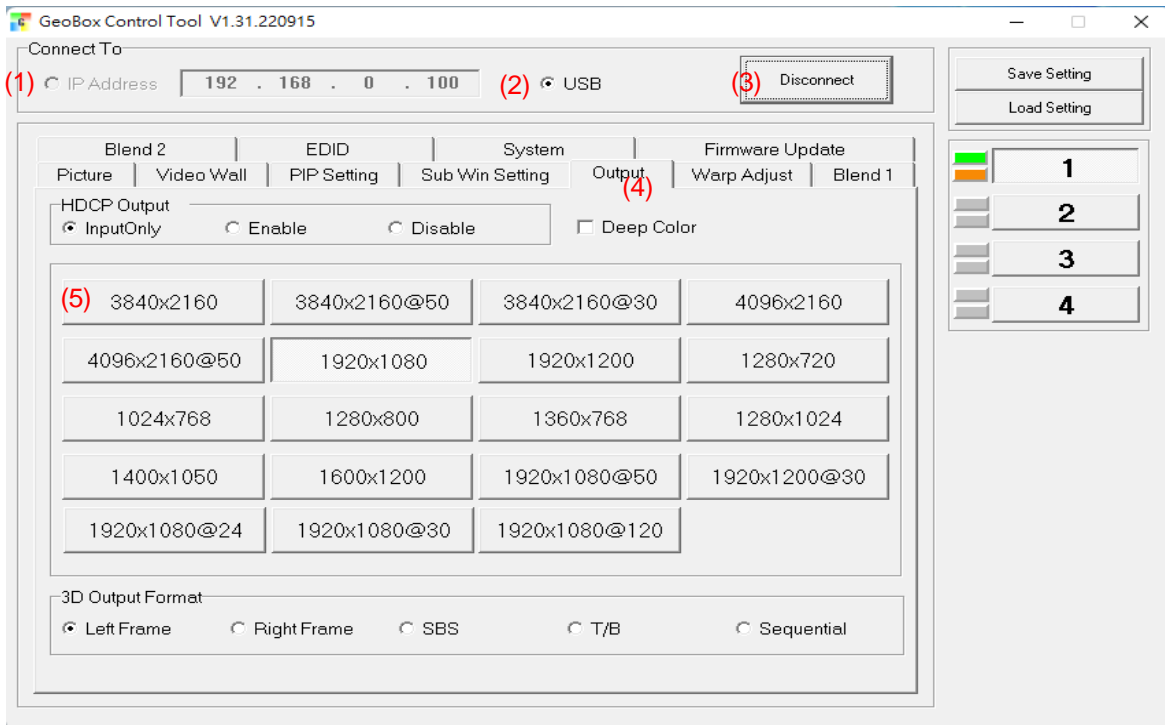 GeoBox Control Tool V1.31.220915
Connect To
(1) IP Address 192 . 168 . 0 . 100 (2) USB (3) Disconnect
Save Setting
Load Setting
Blend 2 EDID System Firmware Update
Picture Video Wall PIP Setting Sub Win Setting Output (4) Warp Adjust Blend 1
HDCP Output
InputOnly Enable Disable Deep Color
(5) 3840x2160 3840x2160@50 3840x2160@30 4096x2160
4096x2160@50 1920x1080 1920x1200 1280x720
1024x768 1280x800 1360x768 1280x1024
1400x1050 1600x1200 1920x1080@50 1920x1200@30
1920x1080@24 1920x1080@30 1920x1080@120
3D Output Format
Left Frame Right Frame SBS T/B Sequential
1
2
3
4